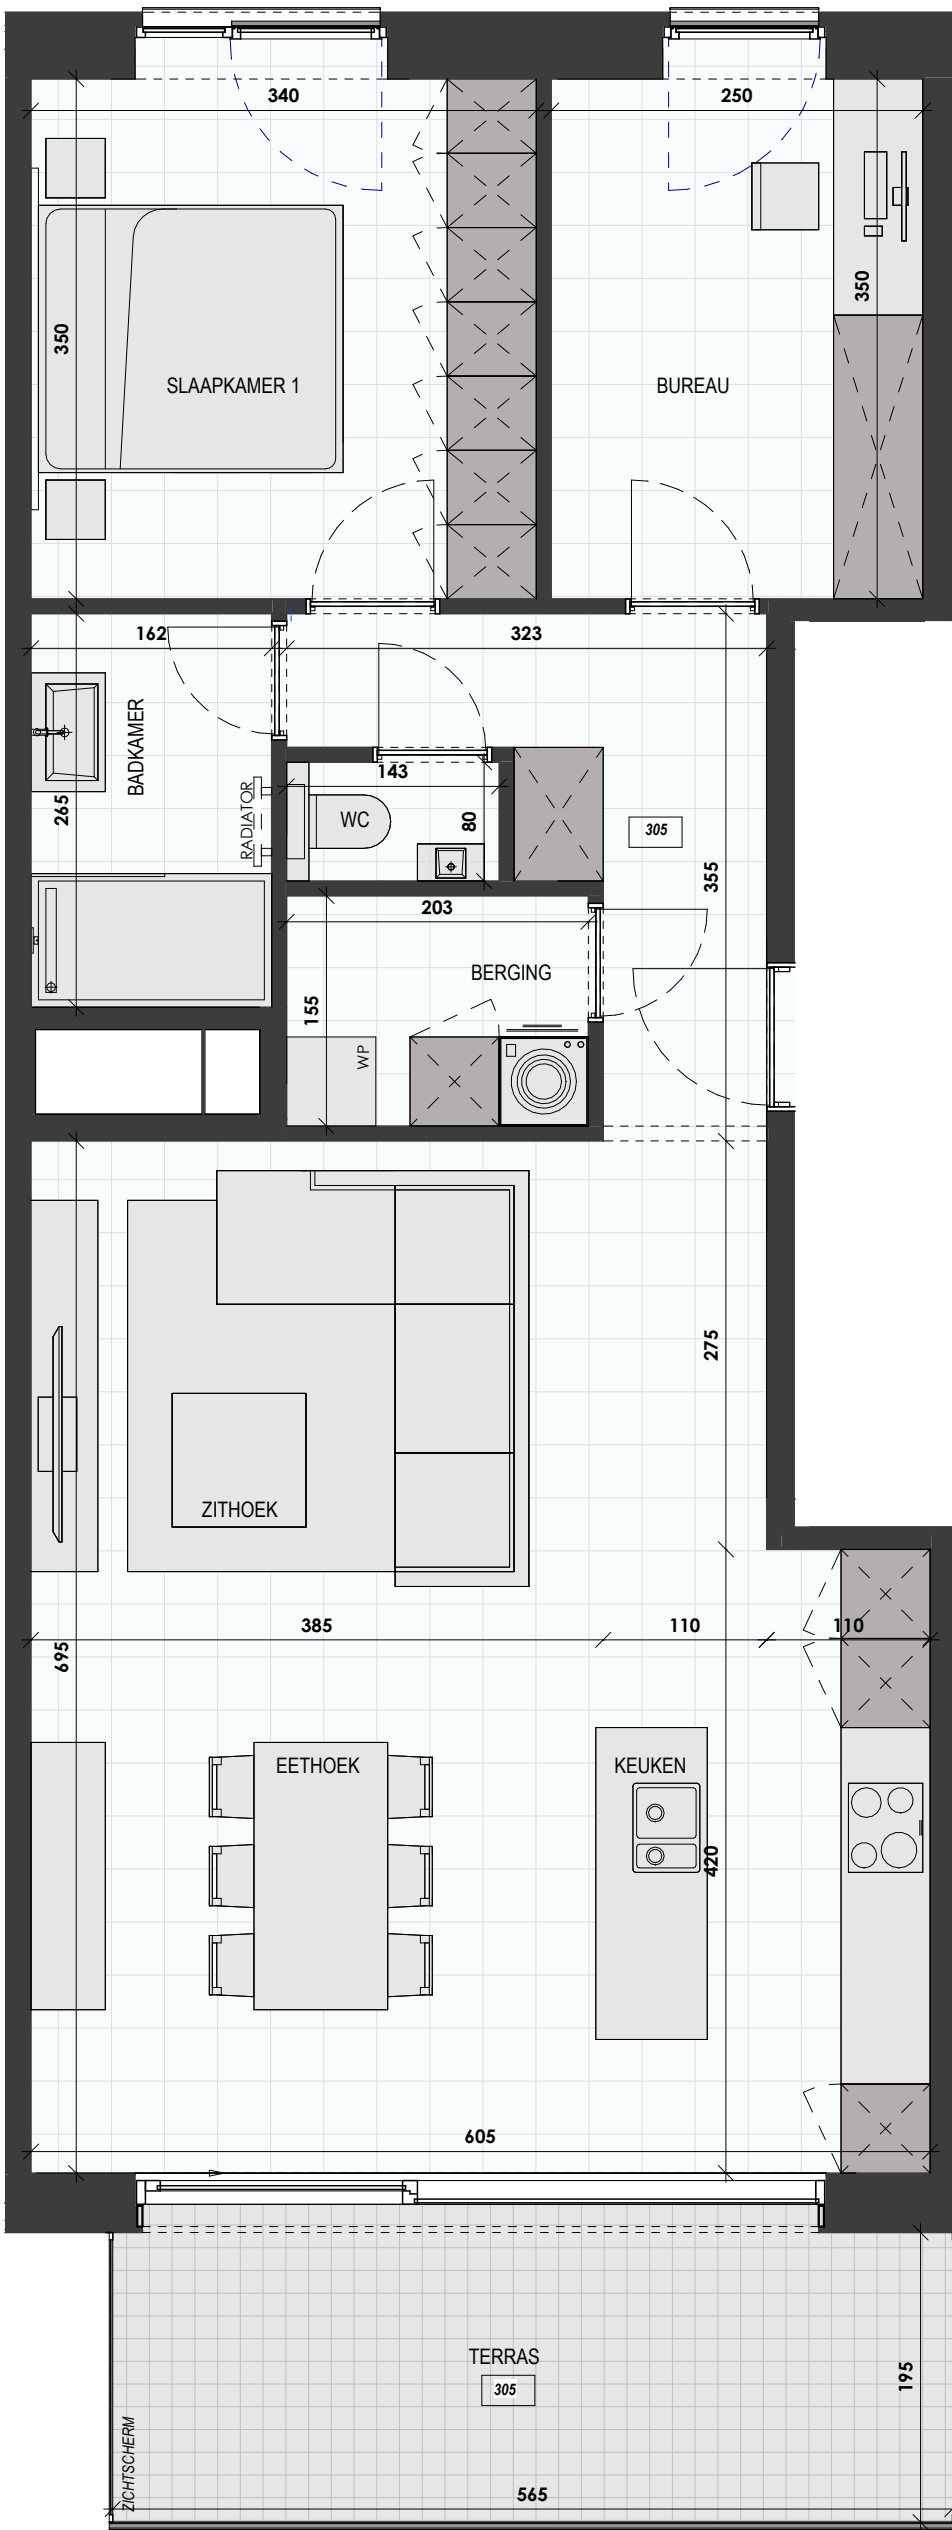 340
250
350
350
SLAAPKAMER 1
BUREAU
162
323
BADKAMER
265
RADIATOR
143
WC
80
305
355
203
BERGING
155
WP
275
ZITHOEK
385
110
110
695
EETHOEK
KEUKEN
420
605
TERRAS
305
195
ZICHTSCHERM
565